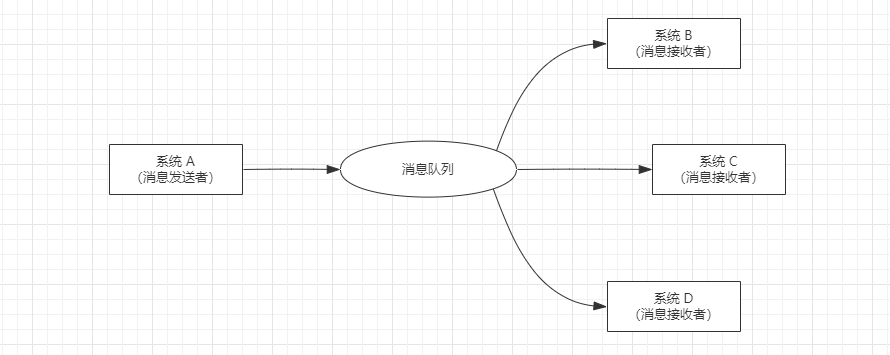 系统 B
（消息接收者）
系统 A
（消息发送者）
消息队列
系统 C
（消息接收者）
系统 D
（消息接收者）